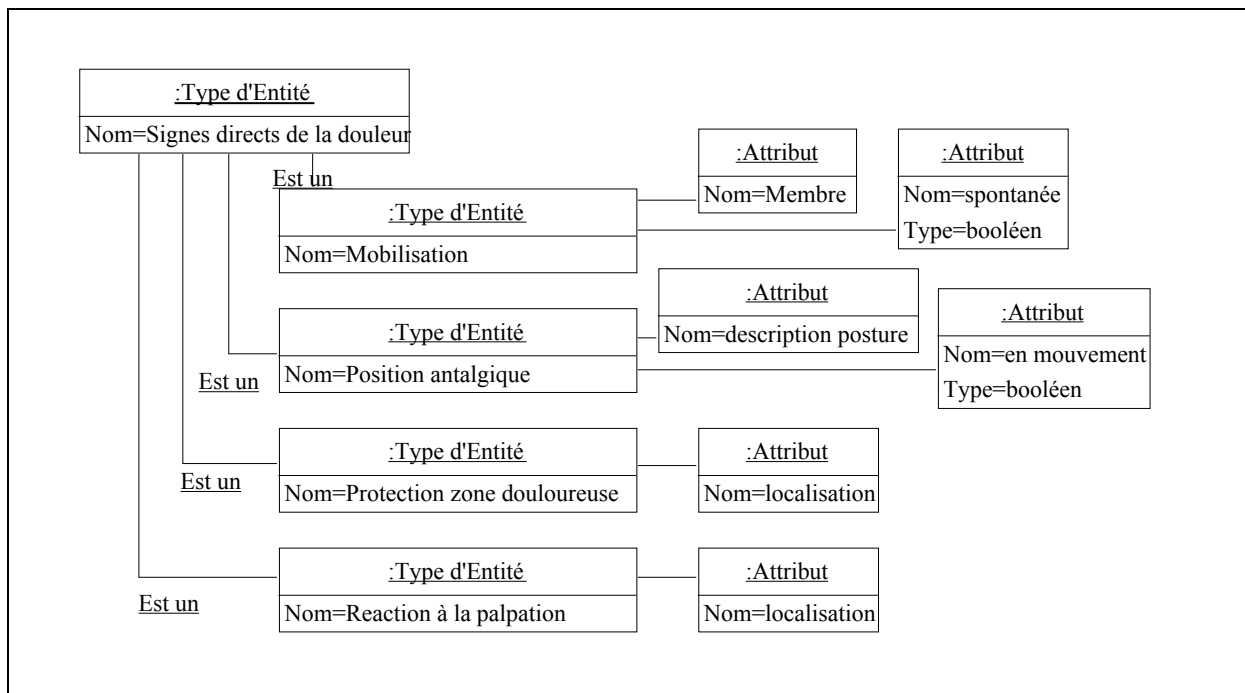 :Type d'Entité
Nom=Signes directs de la douleur
Est un
:Type d'Entité
Nom=Mobilisation
:Attribut
Nom=Membre
:Attribut
Nom=spontanée
Type=booléen
Est un
:Type d'Entité
Nom=Position antalgique
:Attribut
Nom=description posture
:Attribut
Nom=en mouvement
Type=booléen
Est un
:Type d'Entité
Nom=Protection zone douloureuse
:Attribut
Nom=localisation
Est un
:Type d'Entité
Nom=Reaction à la palpation
:Attribut
Nom=localisation